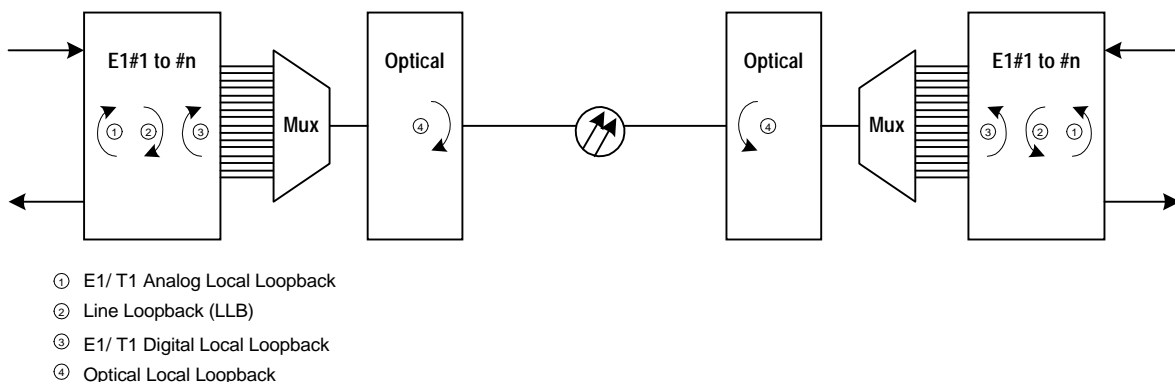 E1#1 to #n
Optical
Optical
E1#1 to #n
1 2 3
Mux
4
4
Mux
3 2 1
1 E1/ T1 Analog Local Loopback
2 Line Loopback (LLB)
3 E1/ T1 Digital Local Loopback
4 Optical Local Loopback